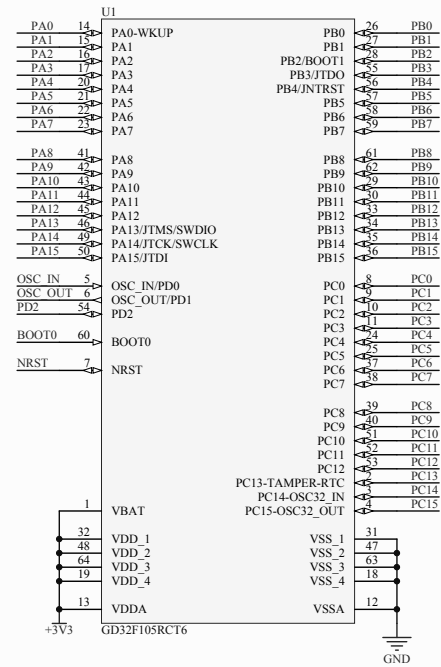 U1
PA0 14 PA0-WKUP PB0 26 PB0
PA1 15 PA1 PB1 27 PB1
PA2 16 PA2 PB2/BOOT1 28 PB2
PA3 17 PA3 PB3/JTDO 55 PB3
PA4 20 PA4 PB4/JNTRST 56 PB4
PA5 21 PA5 PB5 57 PB5
PA6 22 PA6 PB6 58 PB6
PA7 23 PA7 PB7 59 PB7
PA8 41 PA8 PB8 61 PB8
PA9 42 PA9 PB9 62 PB9
PA10 43 PA10 PB10 29 PB10
PA11 44 PA11 PB11 30 PB11
PA12 45 PA12 PB12 33 PB12
PA13 46 PA13/JTMS/SWDIO PB13 34 PB13
PA14 49 PA14/JTCK/SWCLK PB14 35 PB14
PA15 50 PA15/JTDI PB15 36 PB15
OSC_IN 5 OSC_IN/PD0 PC0 8 PC0
OSC_OUT 6 OSC_OUT/PD1 PC1 9 PC1
PD2 54 PD2 PC2 10 PC2
PC3 11 PC3
BOOT0 60 BOOT0 PC4 24 PC4
PC5 25 PC5
NRST 7 NRST PC6 37 PC6
PC7 38 PC7
PC8 39 PC8
PC9 40 PC9
PC10 51 PC10
PC11 52 PC11
PC12 53 PC12
PC13-TAMPER-RTC 2 PC13
PC14-OSC32_IN 3 PC14
1 VBAT PC15-OSC32_OUT 4 PC15
32 VDD_1 VSS_1 31
48 VDD_2 VSS_2 47
64 VDD_3 VSS_3 63
19 VDD_4 VSS_4 18
13 VDDA VSSA 12
+3V3 GD32F105RCT6
GND